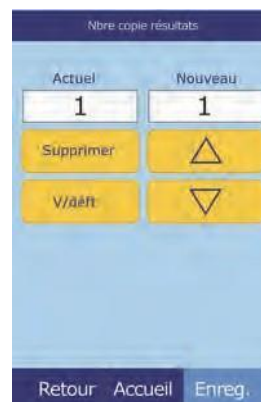 Nbre copie résultats
Actuel Nouveau
1 1
Supprimer
V/déft
Retour Accueil Enreg.